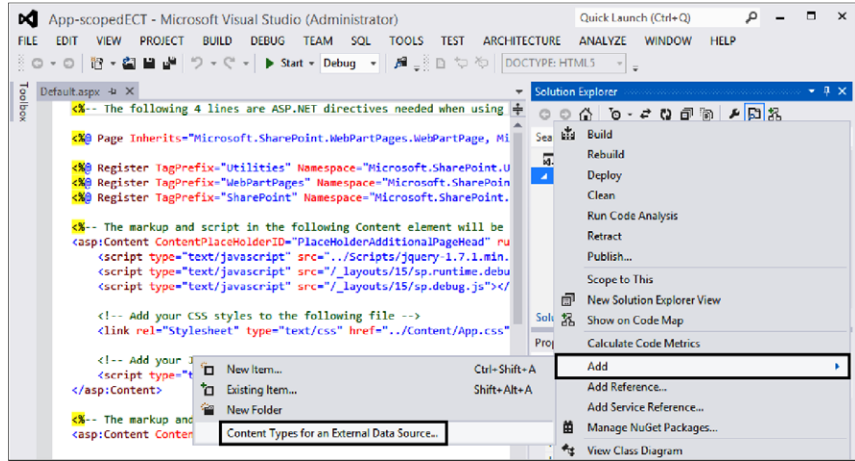 App-scopedECT - Microsoft Visual Studio (Administrator)
Quick Launch (Ctrl+Q)
FILE EDIT VIEW PROJECT BUILD DEBUG TEAM SQL TOOLS TEST ARCHITECTURE ANALYZE WINDOW HELP
Start Debug DOCTYPE: HTML5
Toolbox
Default.aspx
<%-- The following 4 lines are ASP.NET directives needed when using
<%@ Page Inherits="Microsoft.SharePoint.WebPartPages.WebPartPage, Mi
<%@ Register TagPrefix="Utilities" Namespace="Microsoft.SharePoint.U
<%@ Register TagPrefix="WebPartPages" Namespace="Microsoft.SharePoin
<%@ Register TagPrefix="SharePoint" Namespace="Microsoft.SharePoint.
<%-- The markup and script in the following Content element will be
<asp:Content ContentPlaceHolderID="PlaceHolderAdditionalPageHead" ru
<script type="text/javascript" src="../Scripts/jquery-1.7.1.min.
<script type="text/javascript" src="/_layouts/15/sp.runtime.debu
<script type="text/javascript" src="/_layouts/15/sp.debug.js"></
<!-- Add your CSS styles to the following file -->
<link rel="Stylesheet" type="text/css" href="../Content/App.css"
<!-- Add your J
<script type="t
</asp:Content>
<%-- The markup and
<asp:Content Conten
New Item... Ctrl+Shift+A
Existing Item... Shift+Alt+A
New Folder
Content Types for an External Data Source...
Solution Explorer
Sea
Solu
Prop
Build
Rebuild
Deploy
Clean
Run Code Analysis
Retract
Publish...
Scope to This
New Solution Explorer View
Show on Code Map
Calculate Code Metrics
Add
Add Reference...
Add Service Reference...
Manage NuGet Packages...
View Class Diagram